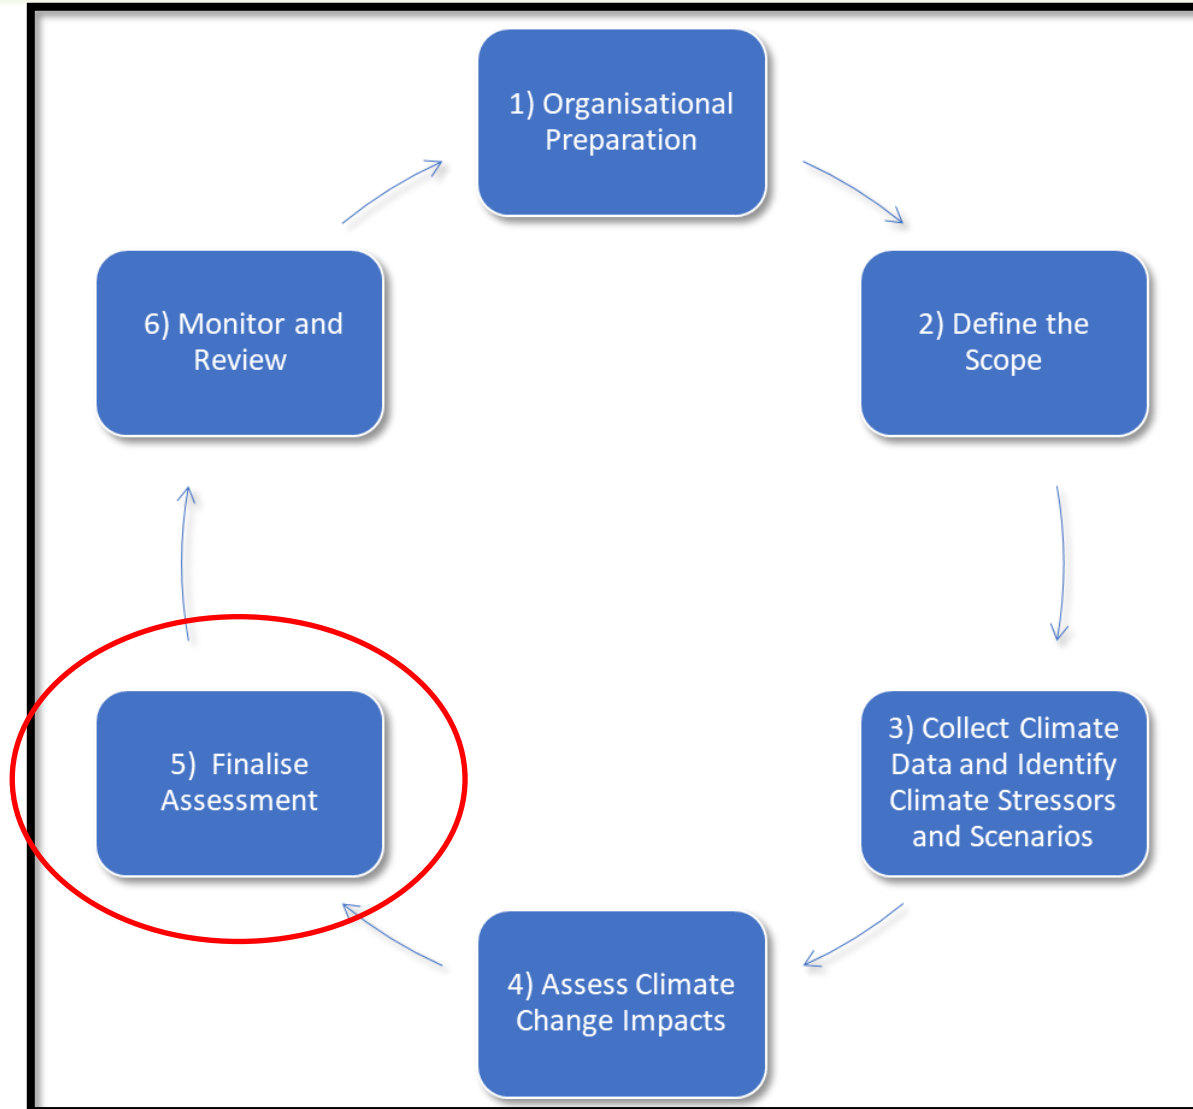 1) Organisational
Preparation
2) Define the
Scope
3) Collect Climate
Data and Identify
Climate Stressors
and Scenarios
4) Assess Climate
Change Impacts
5)  Finalise
Assessment
6) Monitor and
Review